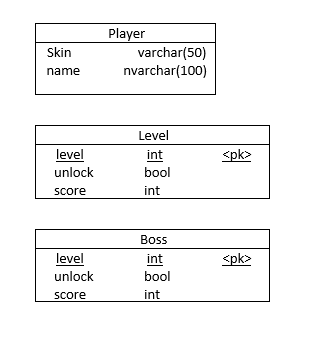 Player
Skin varchar(50)
name nvarchar(100)
Level
level int <pk>
unlock bool
score int
Boss
level int <pk>
unlock bool
score int